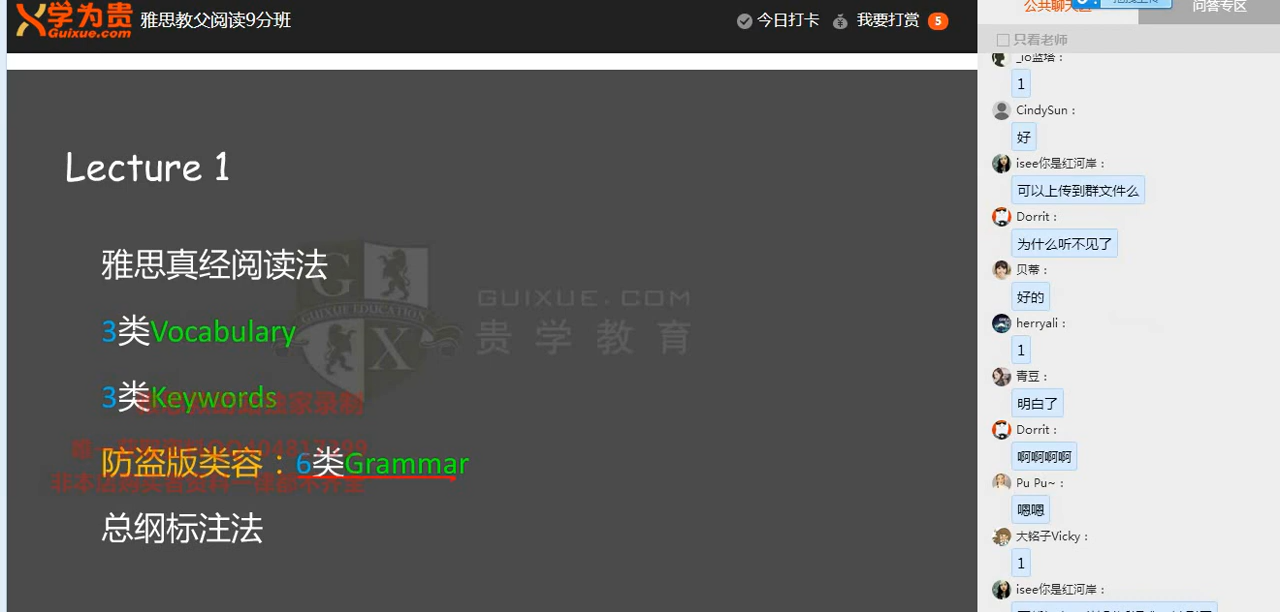 学为贵
Guixue.com
雅思教父阅读9分班
今日打卡
我要打赏
5
问答专区
只看老师
Lecture 1
雅思真经阅读法
3类Vocabulary
3类Keywords
防盗版类容：6类Grammar
总纲标注法
GUIXUE EDUCATION
G
X
GUIXUE.COM
贵学教育
1
CindySun：
好
isee你是红河岸：
可以上传到群文件么
Dorrit：
为什么听不见了
贝蒂：
好的
herryali：
1
青豆：
明白了
Dorrit：
啊啊啊啊
Pu Pu~：
嗯嗯
大铭子Vicky：
1
isee你是红河岸：